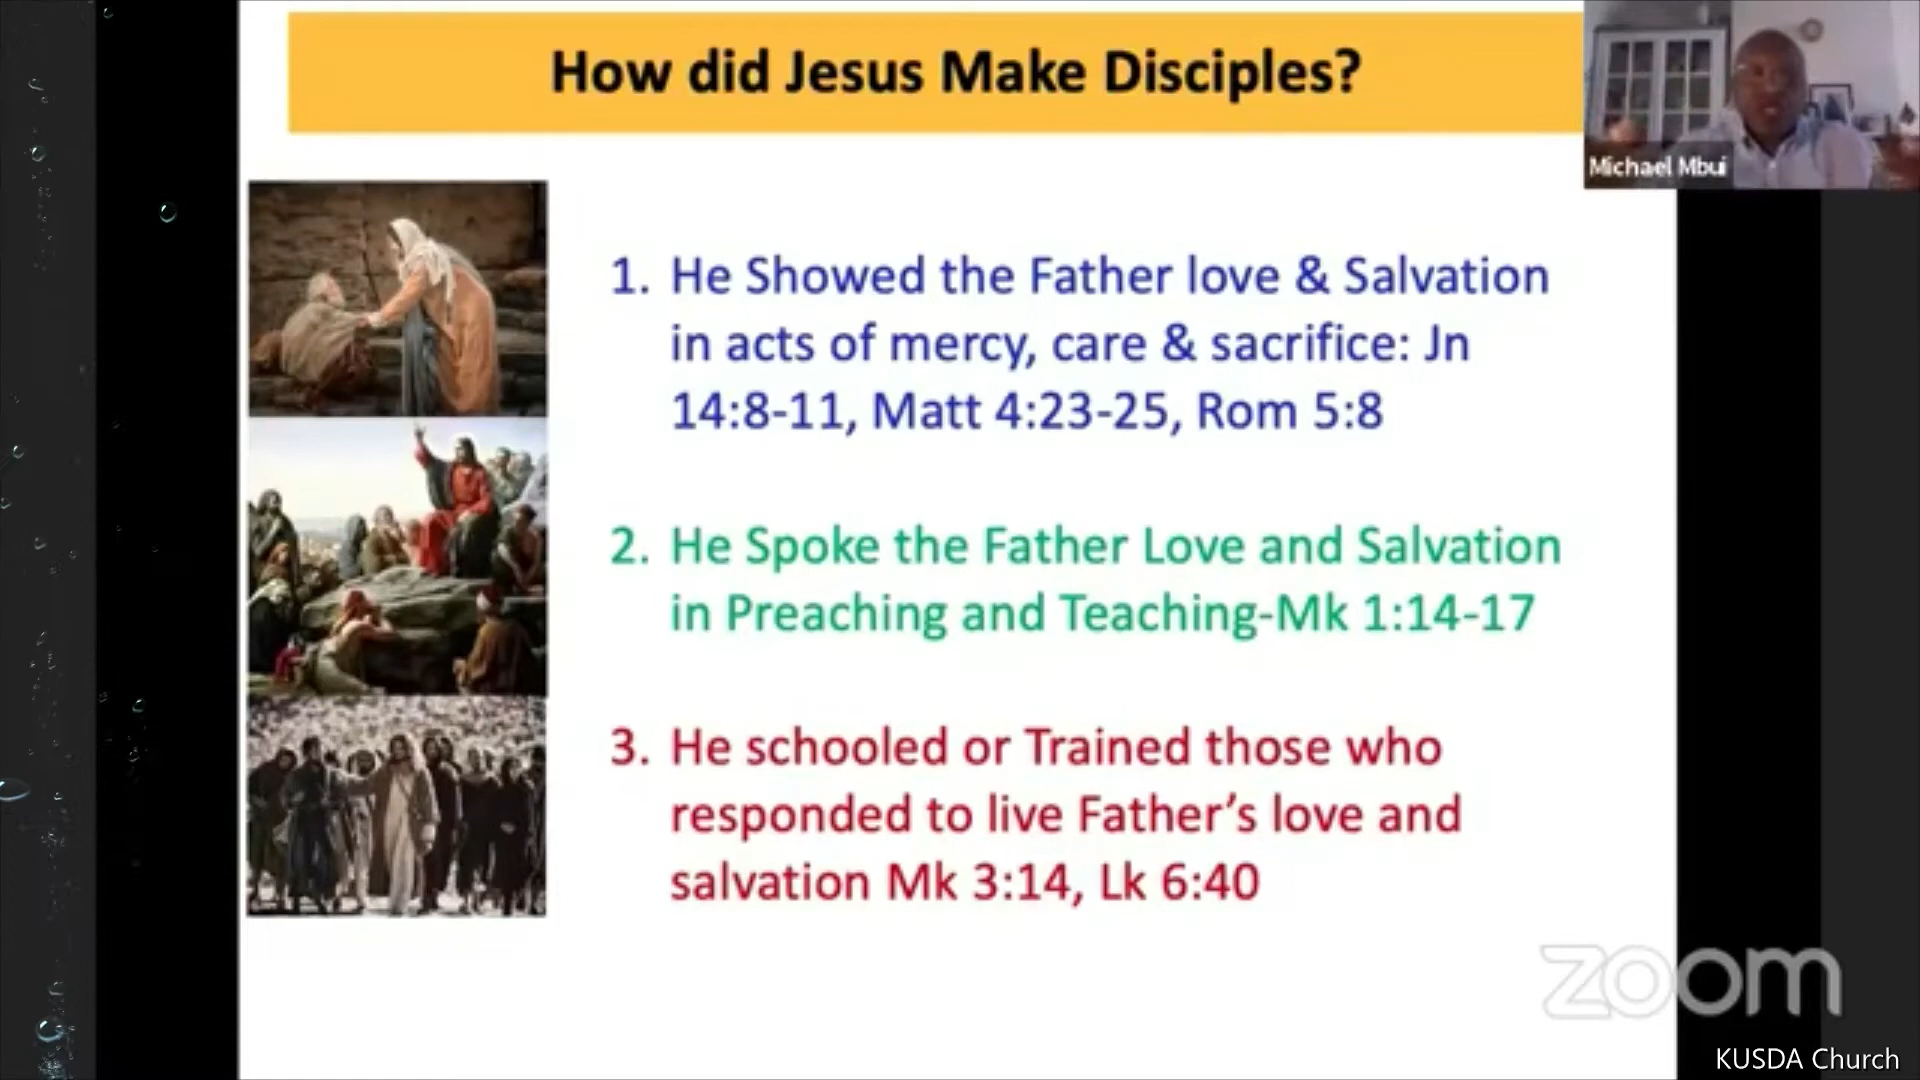 How did Jesus Make Disciples?
Michael Mbui
1. He Showed the Father love & Salvation
in acts of mercy, care & sacrifice: Jn
14:8-11, Matt 4:23-25, Rom 5:8
2. He Spoke the Father Love and Salvation
in Preaching and Teaching-Mk 1:14-17
3. He schooled or Trained those who
responded to live Father’s love and
salvation Mk 3:14, Lk 6:40
zoom
KUSDA Church